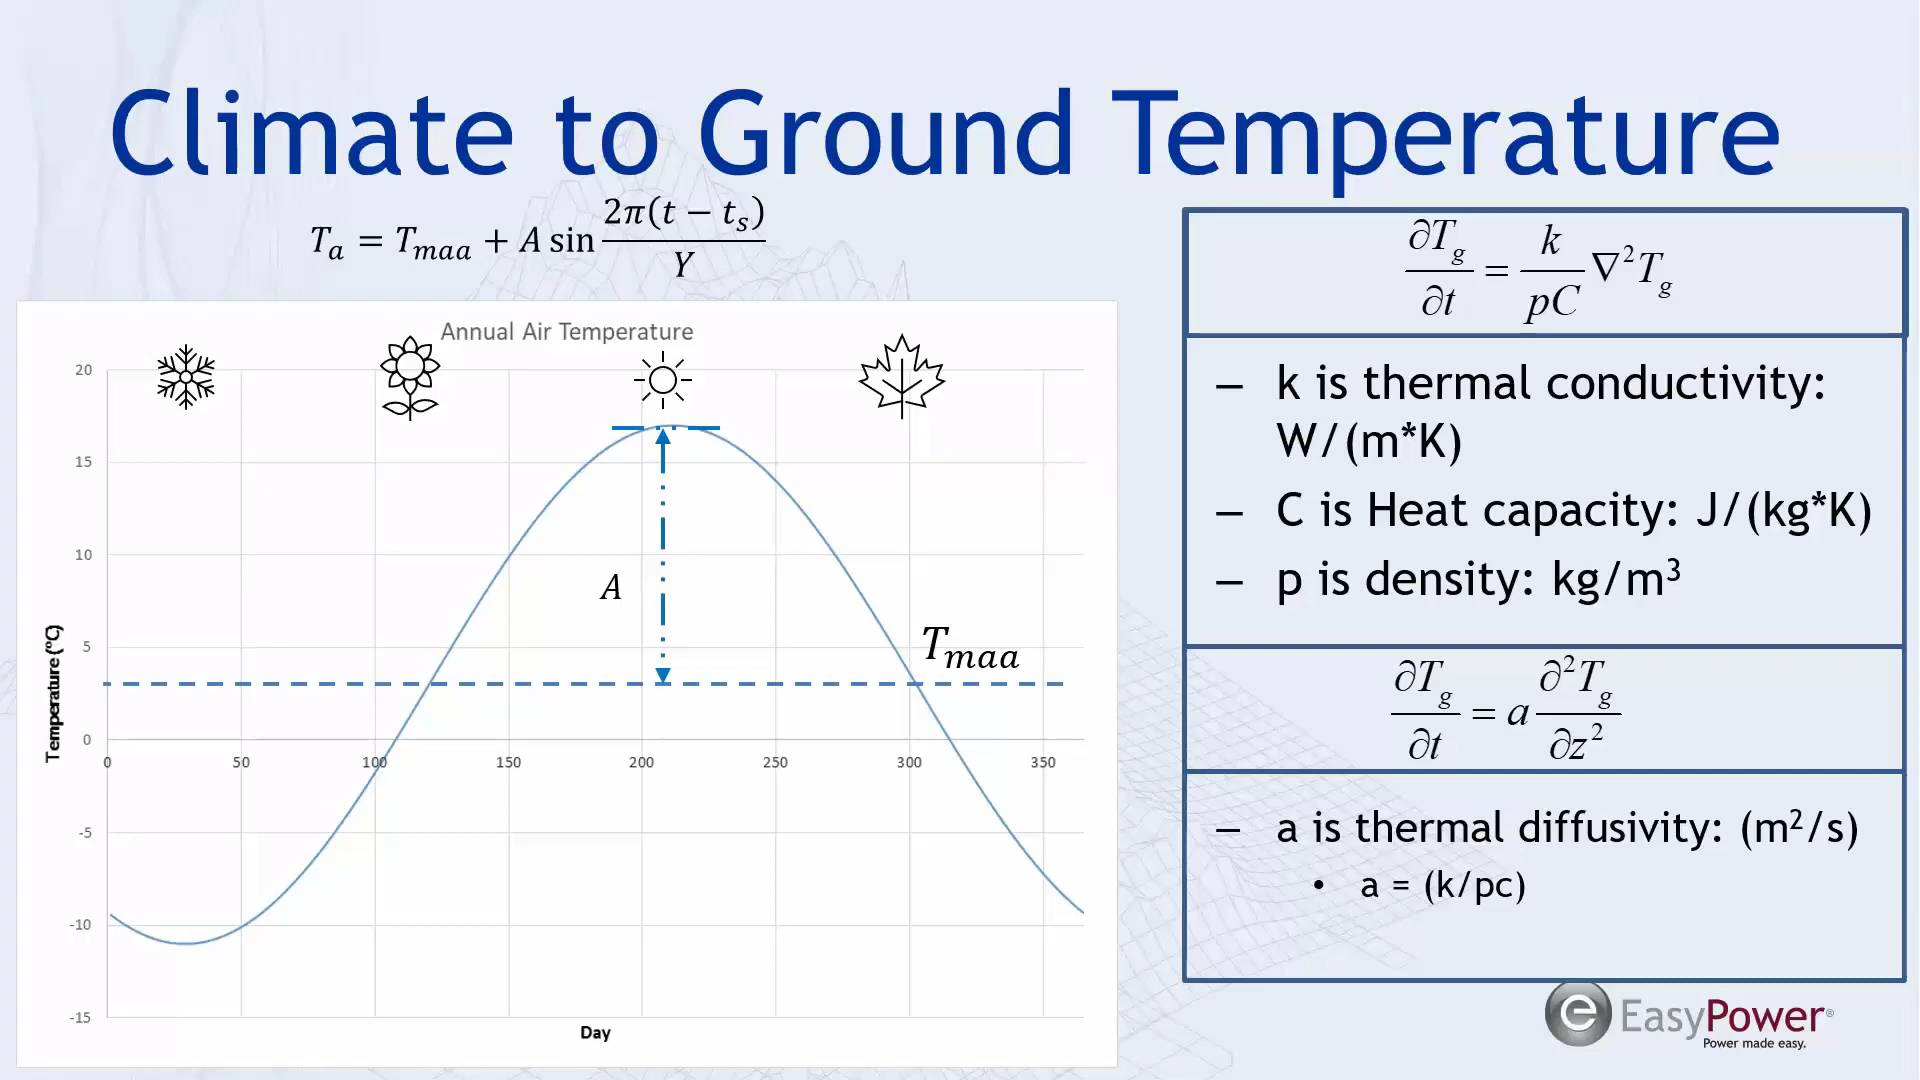 Climate to Ground Temperature
T_a = T_maa + A sin 2π(t − t_s) / Y
Annual Air Temperature
20
15
10
5
0
-5
-10
-15
0 50 100 150 200 250 300 350
Temperature (°C)
Day
A
T_maa
∂T_g/∂t = k/pC ∇²T_g
– k is thermal conductivity:
W/(m*K)
– C is Heat capacity: J/(kg*K)
– p is density: kg/m³
∂T_g/∂t = a ∂²T_g/∂z²
– a is thermal diffusivity: (m²/s)
• a = (k/pc)
e EasyPower®
Power made easy.